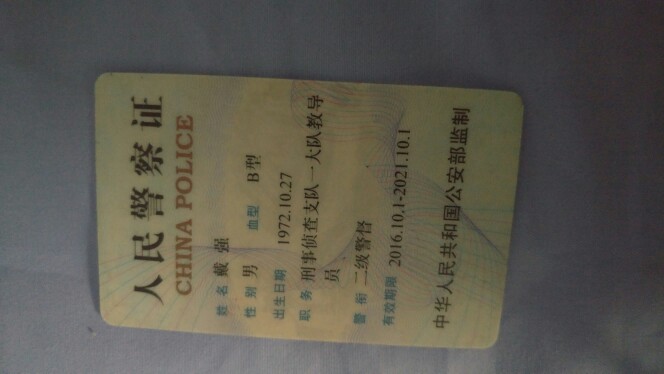 人民警察证
CHINA POLICE
姓名 戴强
性别 男 血型 B型
出生日期 1972.10.27
职务 刑事侦查支队一大队教导
员
警衔 二级警督
有效期限 2016.10.1-2021.10.1
中华人民共和国公安部监制